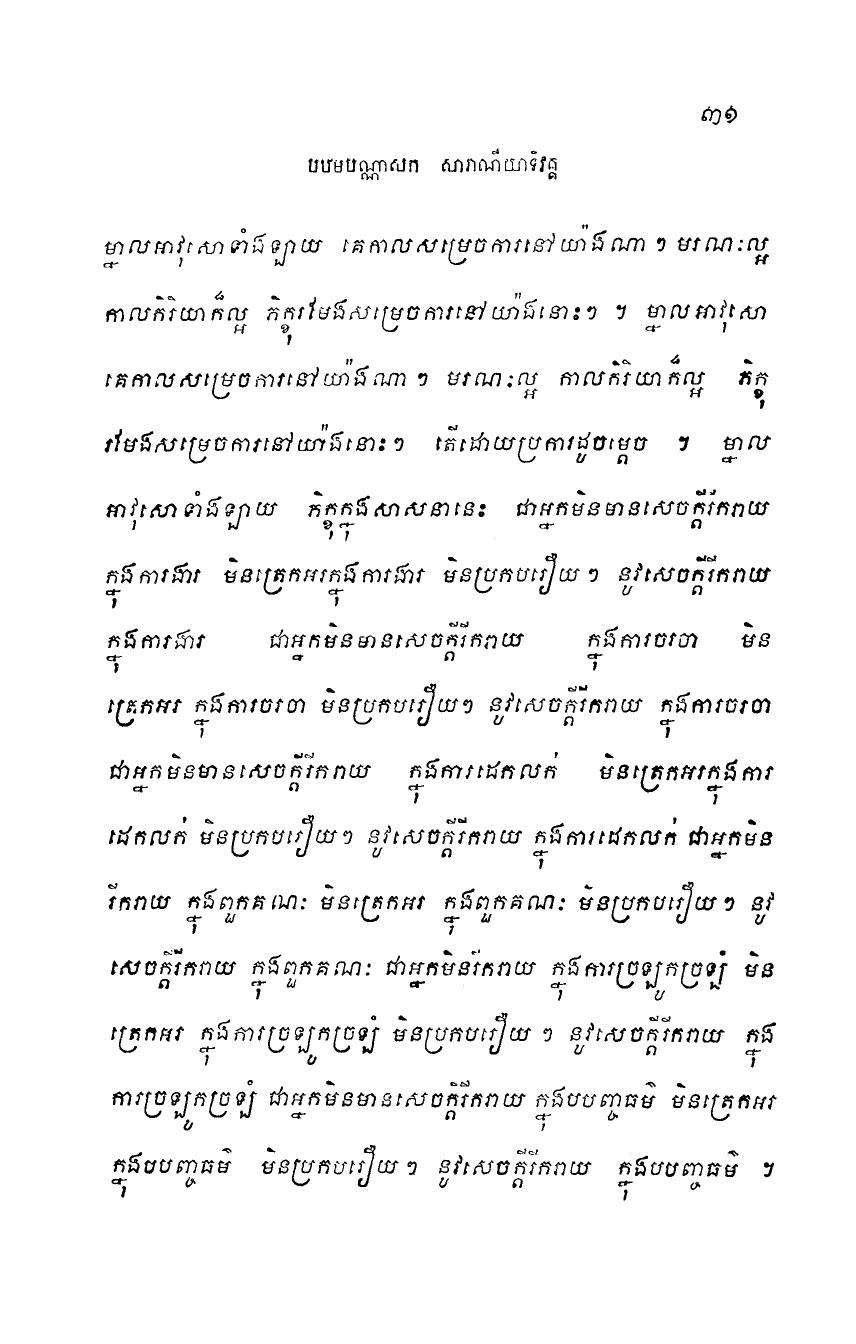 ៣១
បឋមបណ្ណាសក សារាណីយាទិវគ្គ
ម្នាលអាវុសោទាំងឡាយ គេកាលសម្រេចការនៅយ៉ាងណា ៗ មរណៈល្អ
កាលកិរិយាក៏ល្អ ភិក្ខុរមែងសម្រេចការនៅយ៉ាងនោះៗ ។ ម្នាលអាវុសោ
គេកាលសម្រេចការនៅយ៉ាងណា ៗ មរណៈល្អ កាលកិរិយាក៏ល្អ ភិក្ខុ
រមែងសម្រេចការនៅយ៉ាងនោះៗ តើដោយប្រការដូចម្តេច ។ ម្នាល
អាវុសោទាំងឡាយ ភិក្ខុក្នុងសាសនានេះ ជាអ្នកមិនមានសេចក្តីរីករាយ
ក្នុងការងារ មិនត្រេកអរក្នុងការងារ មិនប្រកបរឿយ ៗ នូវសេចក្តីរីករាយ
ក្នុងការងារ ជាអ្នកមិនមានសេចក្តីរីករាយ ក្នុងការចរចា មិន
ត្រេកអរ ក្នុងការចរចា មិនប្រកបរឿយៗ នូវសេចក្តីរីករាយ ក្នុងការចរចា
ជាអ្នកមិនមានសេចក្តីរីករាយ ក្នុងការដេកលក់ មិនត្រេកអរក្នុងការ
ដេកលក់ មិនប្រកបរឿយៗ នូវសេចក្តីរីករាយ ក្នុងការដេកលក់ ជាអ្នកមិន
រីករាយ ក្នុងពួកគណៈ មិនត្រេកអរ ក្នុងពួកគណៈ មិនប្រកបរឿយ ៗ នូវ
សេចក្តីរីករាយ ក្នុងពួកគណៈ ជាអ្នកមិនរីករាយ ក្នុងការច្រឡូកច្រឡំ មិន
ត្រេកអរ ក្នុងការច្រឡូកច្រឡំ មិនប្រកបរឿយ ៗ នូវសេចក្តីរីករាយ ក្នុង
ការច្រឡូកច្រឡំ ជាអ្នកមិនមានសេចក្តីរីករាយ ក្នុងបបញ្ចធម៌ មិនត្រេកអរ
ក្នុងបបញ្ចធម៌ មិនប្រកបរឿយ ៗ នូវសេចក្តីរីករាយ ក្នុងបបញ្ចធម៌ ។